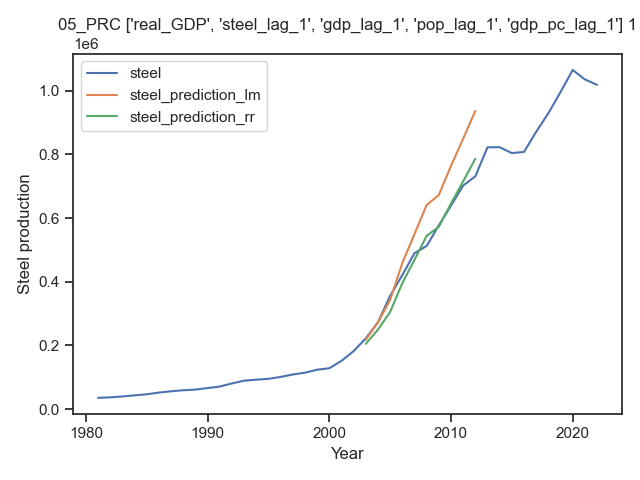 05_PRC ['real_GDP', 'steel_lag_1', 'gdp_lag_1', 'pop_lag_1', 'gdp_pc_lag_1'] 1
1e6
steel
steel_prediction_lm
steel_prediction_rr
1.0
0.8
0.6
0.4
0.2
0.0
Steel production
1980
1990
2000
2010
2020
Year